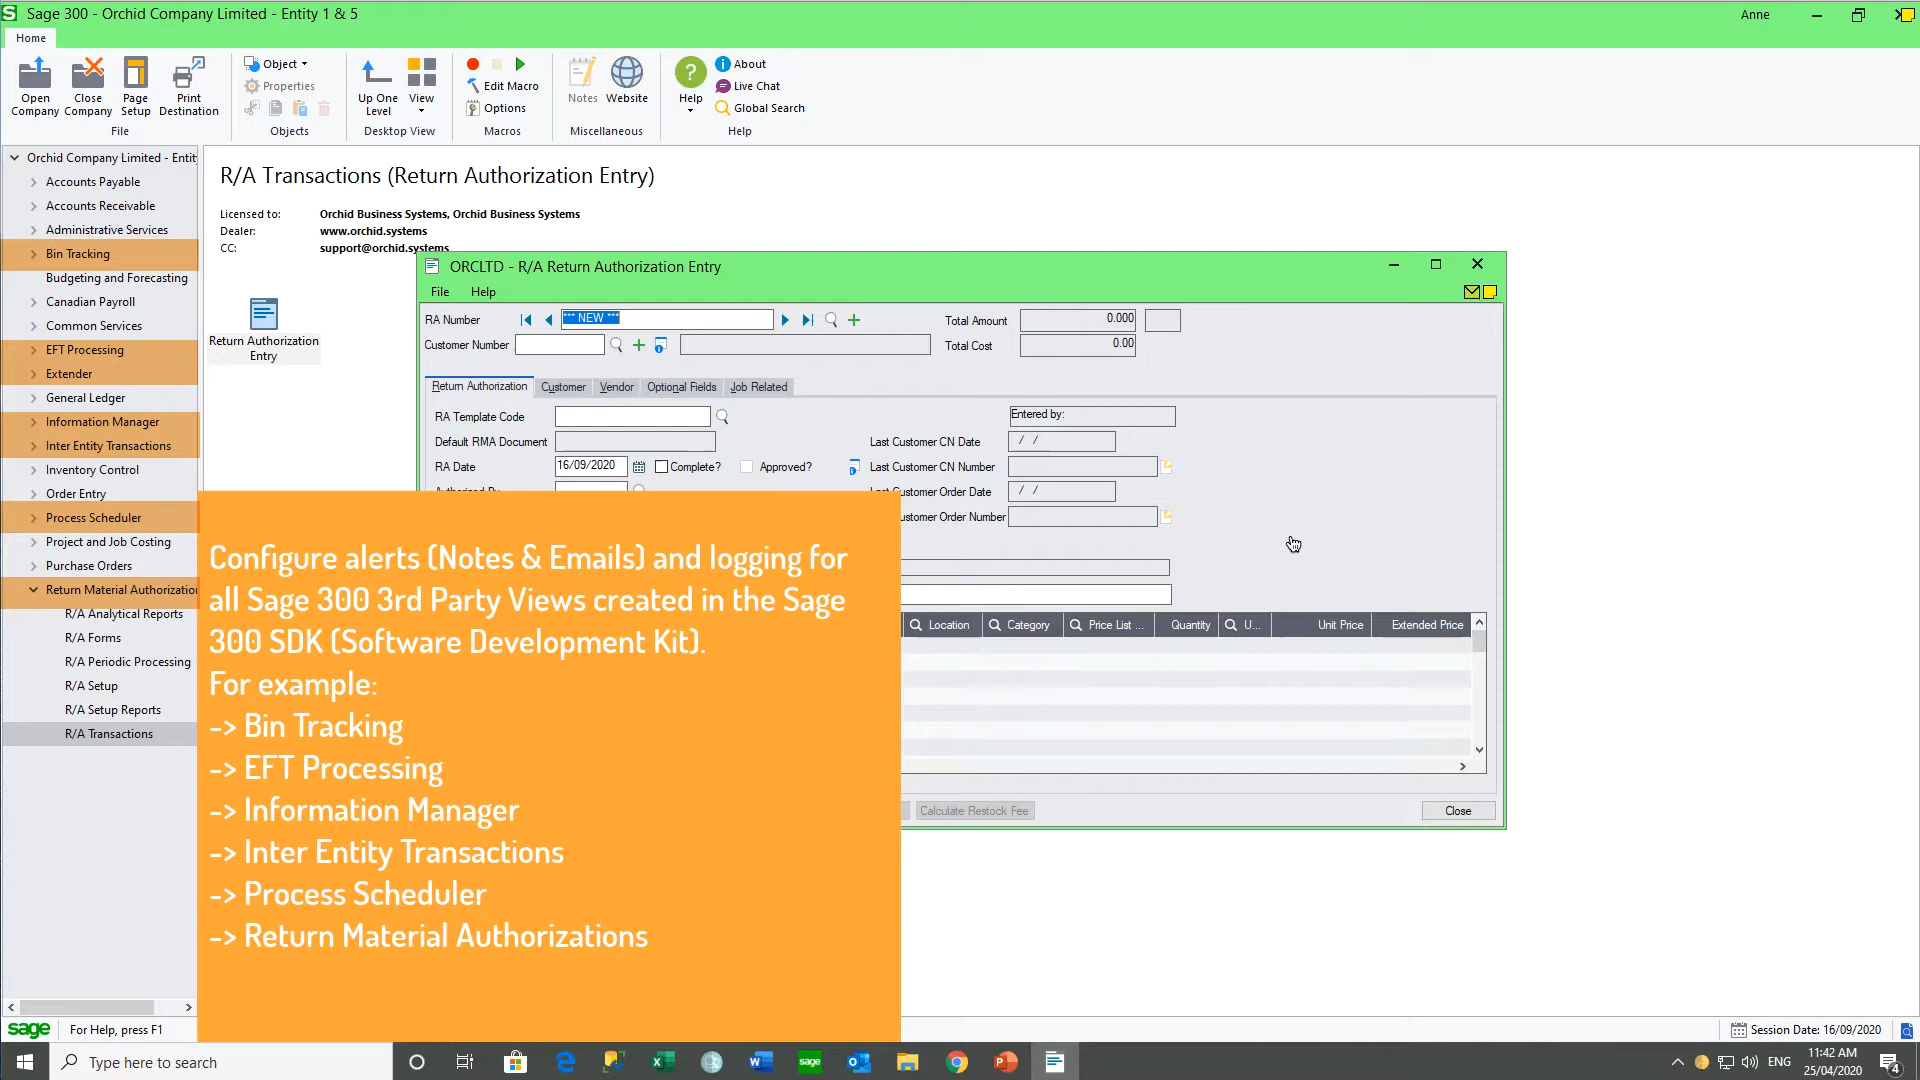 Sage 300 - Orchid Company Limited - Entity 1 & 5
Anne
Home
Open Company
Close Company
Page Setup
Print Destination
File
Object
Properties
Objects
Up One Level
View
Desktop View
Edit Macro
Options
Macros
Notes
Website
Miscellaneous
Help
About
Live Chat
Global Search
Help
Orchid Company Limited - Entit
Accounts Payable
Accounts Receivable
Administrative Services
Bin Tracking
Budgeting and Forecasting
Canadian Payroll
Common Services
EFT Processing
Extender
General Ledger
Information Manager
Inter Entity Transactions
Inventory Control
Order Entry
Process Scheduler
Project and Job Costing
Purchase Orders
Return Material Authorization
R/A Analytical Reports
R/A Forms
R/A Periodic Processing
R/A Setup
R/A Setup Reports
R/A Transactions
R/A Transactions (Return Authorization Entry)
Licensed to: Orchid Business Systems, Orchid Business Systems
Dealer: www.orchid.systems
CC: support@orchid.systems
Return Authorization
Entry
ORCLTD - R/A Return Authorization Entry
File Help
RA Number *** NEW *** Total Amount 0.000
Customer Number Total Cost 0.00
Return Authorization Customer Vendor Optional Fields Job Related
RA Template Code Entered by:
Default RMA Document Last Customer CN Date / /
RA Date 16/09/2020 Complete? Approved? Last Customer CN Number
Last Customer Order Date / /
ustomer Order Number
Location Category Price List ... Quantity U... Unit Price Extended Price
Calculate Restock Fee Close
Configure alerts (Notes & Emails) and logging for
all Sage 300 3rd Party Views created in the Sage
300 SDK (Software Development Kit).
For example:
-> Bin Tracking
-> EFT Processing
-> Information Manager
-> Inter Entity Transactions
-> Process Scheduler
-> Return Material Authorizations
sage For Help, press F1
Session Date: 16/09/2020
Type here to search
sage
ENG
11:42 AM
25/04/2020
4